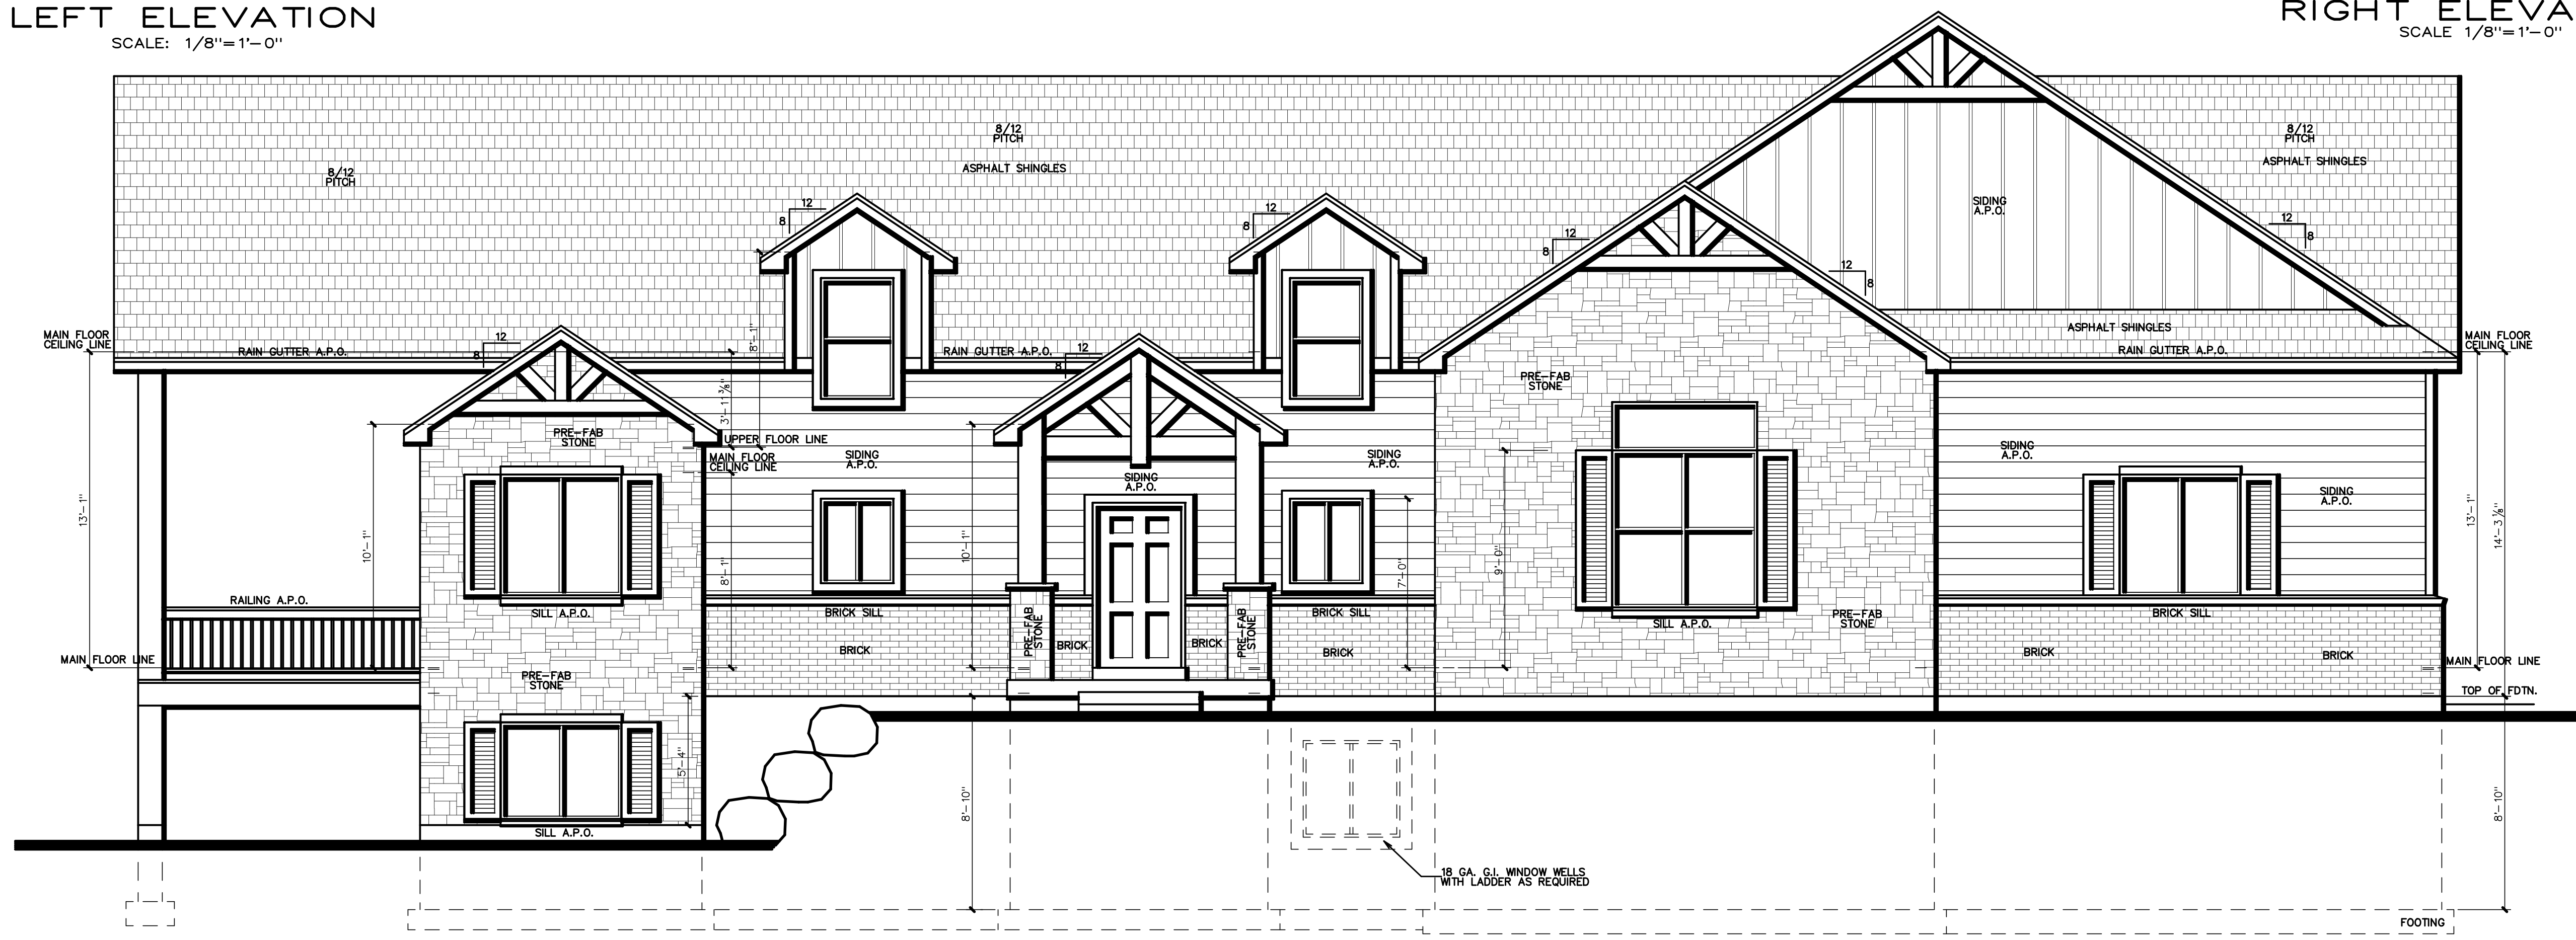 LEFT ELEVATION
SCALE: 1/8"=1'-0"
RIGHT ELEVA
SCALE 1/8"=1'-0"
8/12
PITCH
8/12
PITCH
ASPHALT SHINGLES
8/12
PITCH
ASPHALT SHINGLES
SIDING
A.P.O.
12
8
12
8
12
8
12
8
12
8
12
8
12
8
MAIN FLOOR
CEILING LINE
RAIN GUTTER A.P.O.
RAIN GUTTER A.P.O.
8'-1"
3'-11 3/8"
ASPHALT SHINGLES
RAIN GUTTER A.P.O.
MAIN FLOOR
CEILING LINE
PRE-FAB
STONE
PRE-FAB
STONE
UPPER FLOOR LINE
MAIN FLOOR
CEILING LINE
SIDING
A.P.O.
SIDING
A.P.O.
SIDING
A.P.O.
SIDING
A.P.O.
SIDING
A.P.O.
13'-1"
10'-1"
8'-1"
10'-1"
7'-0"
9'-0"
13'-1"
14'-3 1/8"
RAILING A.P.O.
SILL A.P.O.
BRICK SILL
BRICK SILL
SILL A.P.O.
BRICK SILL
PRE-FAB
STONE
PRE-FAB
STONE
PRE-FAB
STONE
BRICK
BRICK
BRICK
BRICK
BRICK
BRICK
MAIN FLOOR LINE
MAIN FLOOR LINE
PRE-FAB
STONE
TOP OF FDTN.
5'-4"
8'-10"
8'-10"
SILL A.P.O.
18 GA. G.I. WINDOW WELLS
WITH LADDER AS REQUIRED
FOOTING